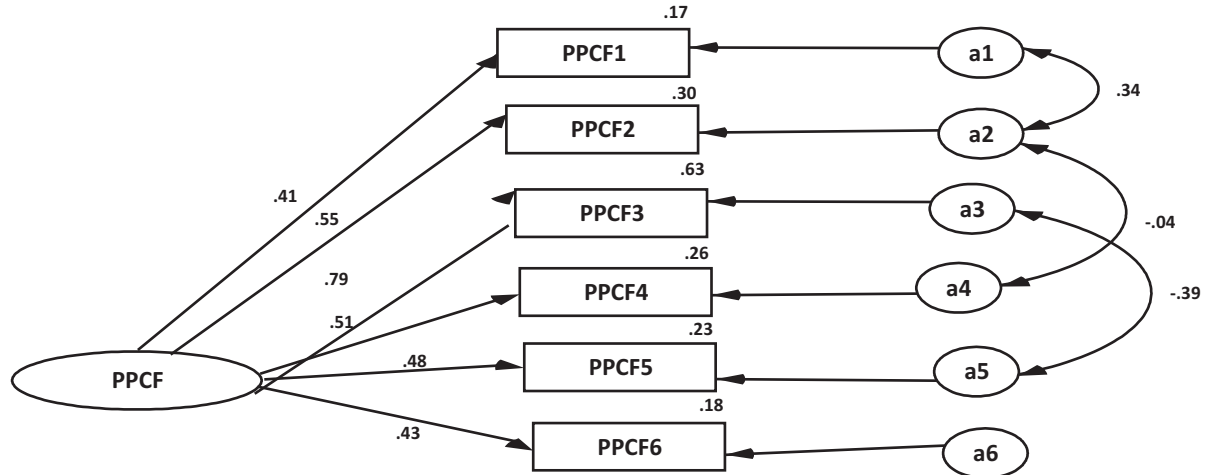 .17
PPCF1
a1
.34
.30
PPCF2
a2
.41
.55
.63
PPCF3
a3
-.04
.79
.26
PPCF4
a4
-.39
.51
.23
PPCF
.48
PPCF5
a5
.18
.43
PPCF6
a6